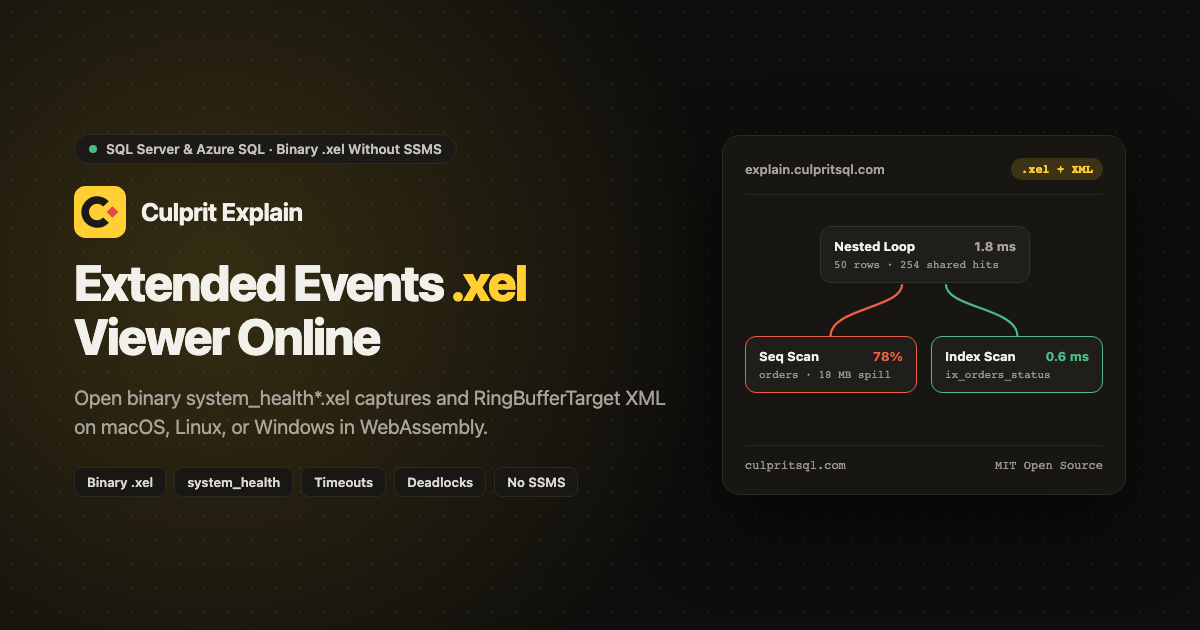 SQL Server & Azure SQL · Binary .xel Without SSMS
Culprit Explain
Extended Events .xel
Viewer Online
Open binary system_health*.xel captures and RingBufferTarget XML
on macOS, Linux, or Windows in WebAssembly.
Binary .xel
system_health
Timeouts
Deadlocks
No SSMS
explain.culpritsql.com
.xel + XML
Nested Loop
1.8 ms
50 rows · 254 shared hits
Seq Scan
78%
orders · 18 MB spill
Index Scan
0.6 ms
ix_orders_status
culpritsql.com
MIT Open Source